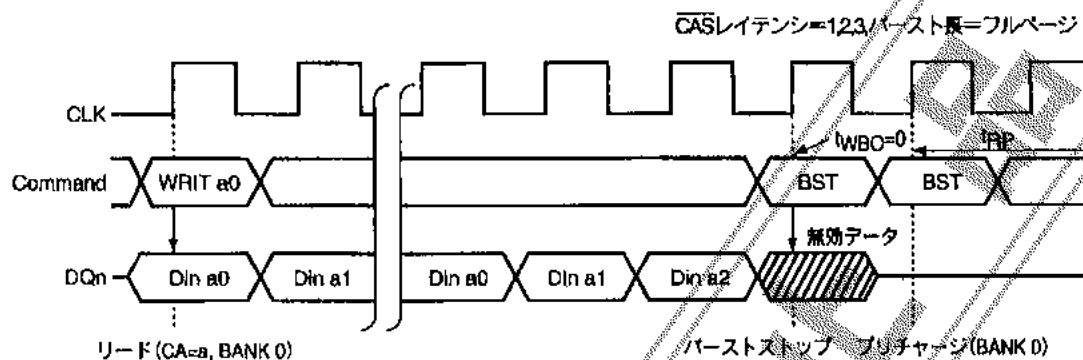 CASレイテンシ=1,2,3,バースト長=フルページ
CLK
tWBO=0
tRP
Command
WRIT a0
BST
BST
無効データ
DQn
DIn a0
Din a1
Din a0
DIn a1
Din a2
リード(CA=a, BANK 0)
バーストストップ
プリチャージ(BANK 0)